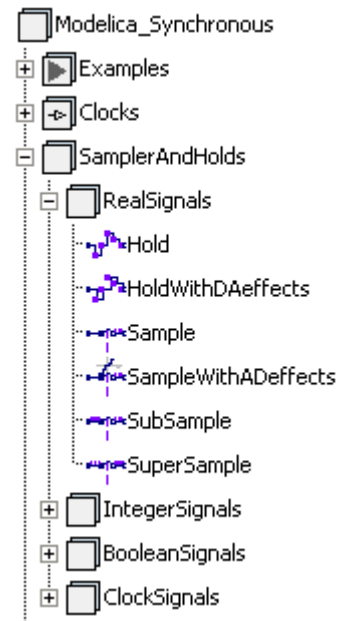 Modelica_Synchronous
Examples
Clocks
SamplerAndHolds
RealSignals
Hold
HoldWithDAeffects
Sample
SampleWithADeffects
SubSample
SuperSample
IntegerSignals
BooleanSignals
ClockSignals